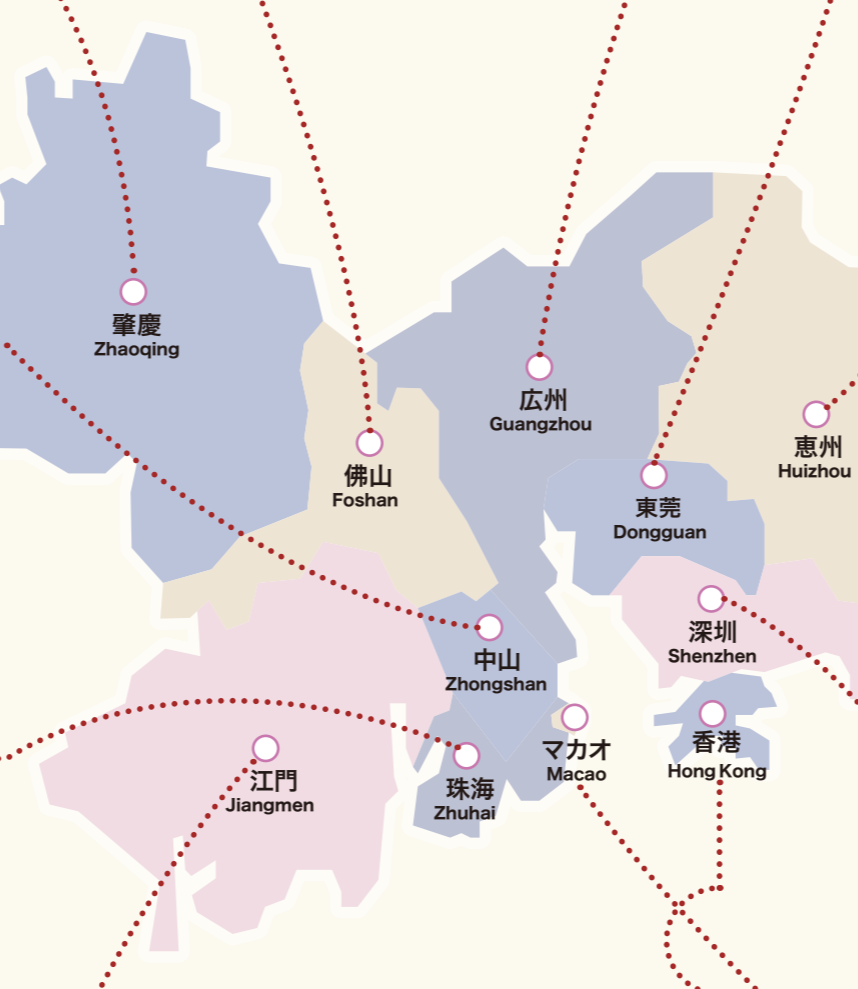 肇慶
Zhaoqing
広州
Guangzhou
恵州
Huizhou
佛山
Foshan
東莞
Dongguan
深圳
Shenzhen
中山
Zhongshan
香港
Hong Kong
マカオ
Macao
江門
Jiangmen
珠海
Zhuhai